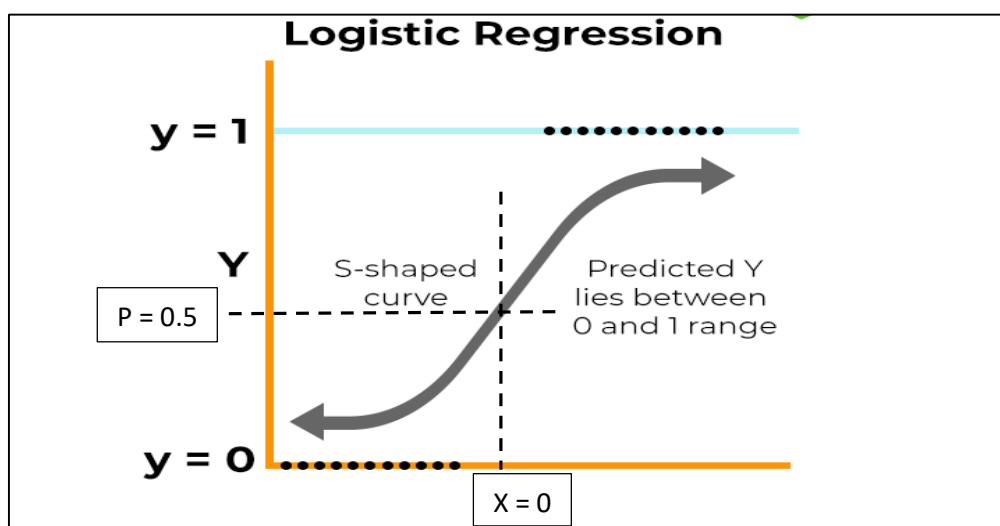 Logistic Regression
y = 1
Y
S-shaped
curve
Predicted Y
lies between
0 and 1 range
P = 0.5
y = 0
X = 0